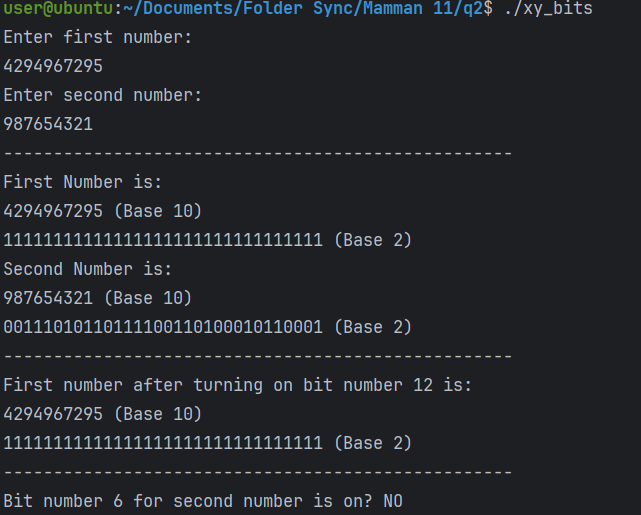 user@ubuntu:~/Documents/Folder Sync/Mamman 11/q2$ ./xy_bits
Enter first number:
4294967295
Enter second number:
987654321
---------------------------------------------------
First Number is:
4294967295 (Base 10)
11111111111111111111111111111111 (Base 2)
Second Number is:
987654321 (Base 10)
00111010110111100110100010110001 (Base 2)
---------------------------------------------------
First number after turning on bit number 12 is:
4294967295 (Base 10)
11111111111111111111111111111111 (Base 2)
---------------------------------------------------
Bit number 6 for second number is on? NO